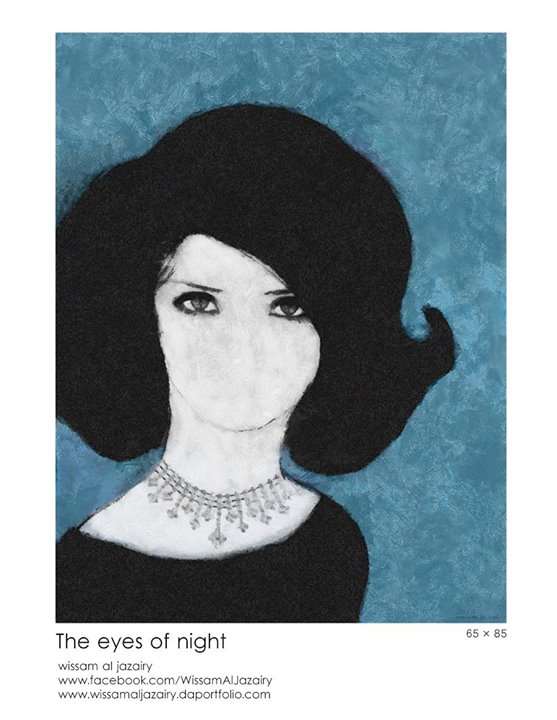 The eyes of night
65 × 85
wissam al jazairy
www.facebook.com/WissamAlJazairy
www.wissamaljazairy.daportfolio.com